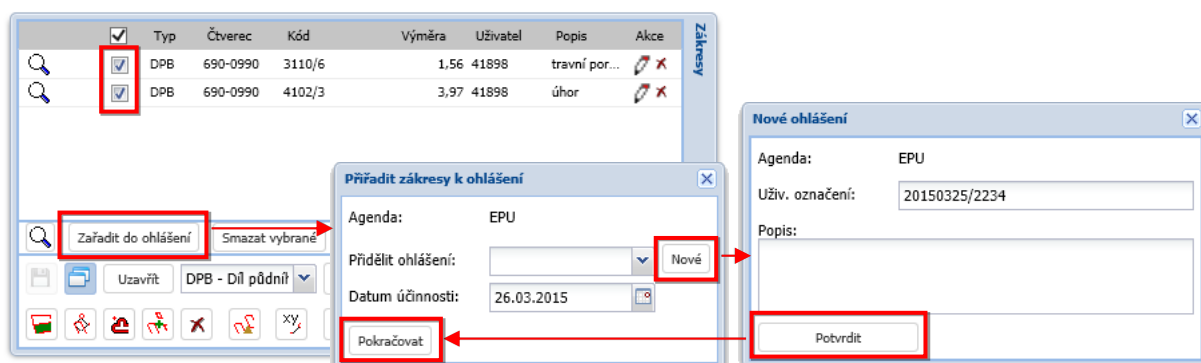 Typ Čtverec Kód Výměra Uživatel Popis Akce
DPB 690-0990 3110/6 1,56 41898 travní por...
DPB 690-0990 4102/3 3,97 41898 úhor
Zákresy
Zařadit do ohlášení Smazat vybrané
Uzavřít DPB - Díl půdníh
xy
Přiřadit zákresy k ohlášení
Agenda: EPU
Přidělit ohlášení: Nové
Datum účinnosti: 26.03.2015
Pokračovat
Nové ohlášení
Agenda: EPU
Uživ. označení: 20150325/2234
Popis:
Potvrdit